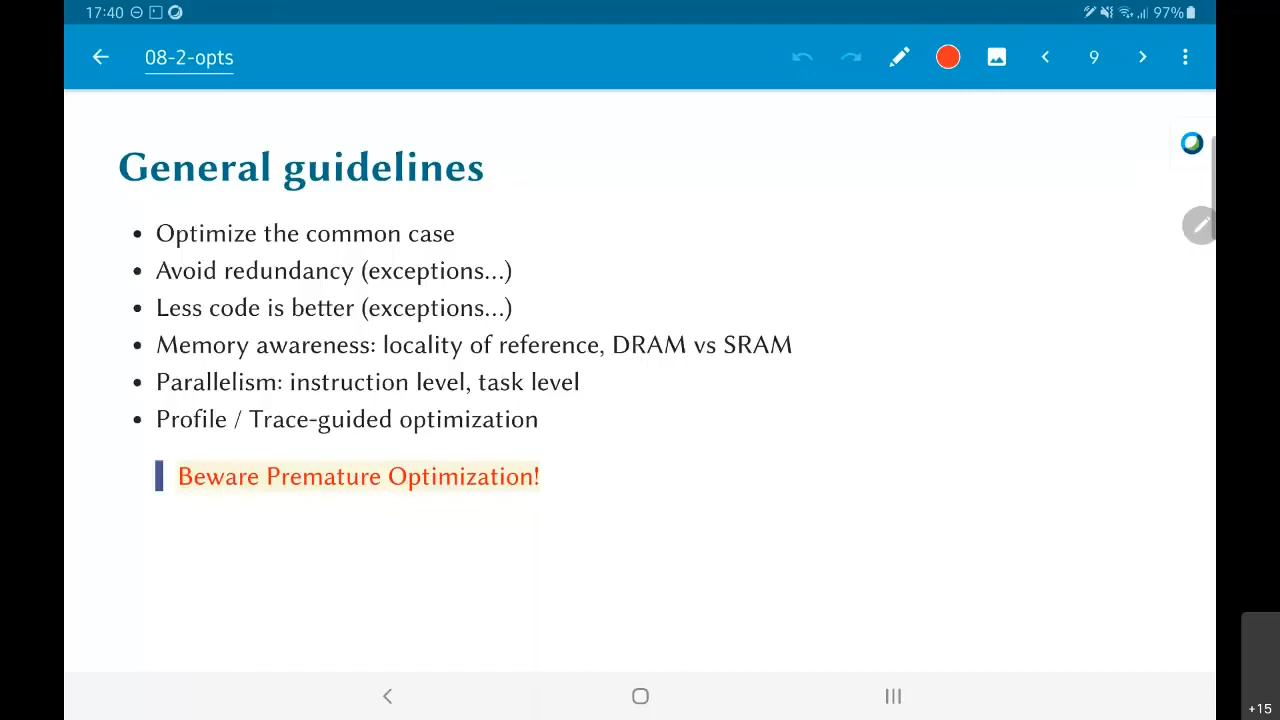 17:40
97%
08-2-opts
9
General guidelines
• Optimize the common case
• Avoid redundancy (exceptions...)
• Less code is better (exceptions...)
• Memory awareness: locality of reference, DRAM vs SRAM
• Parallelism: instruction level, task level
• Profile / Trace-guided optimization
Beware Premature Optimization!
+15